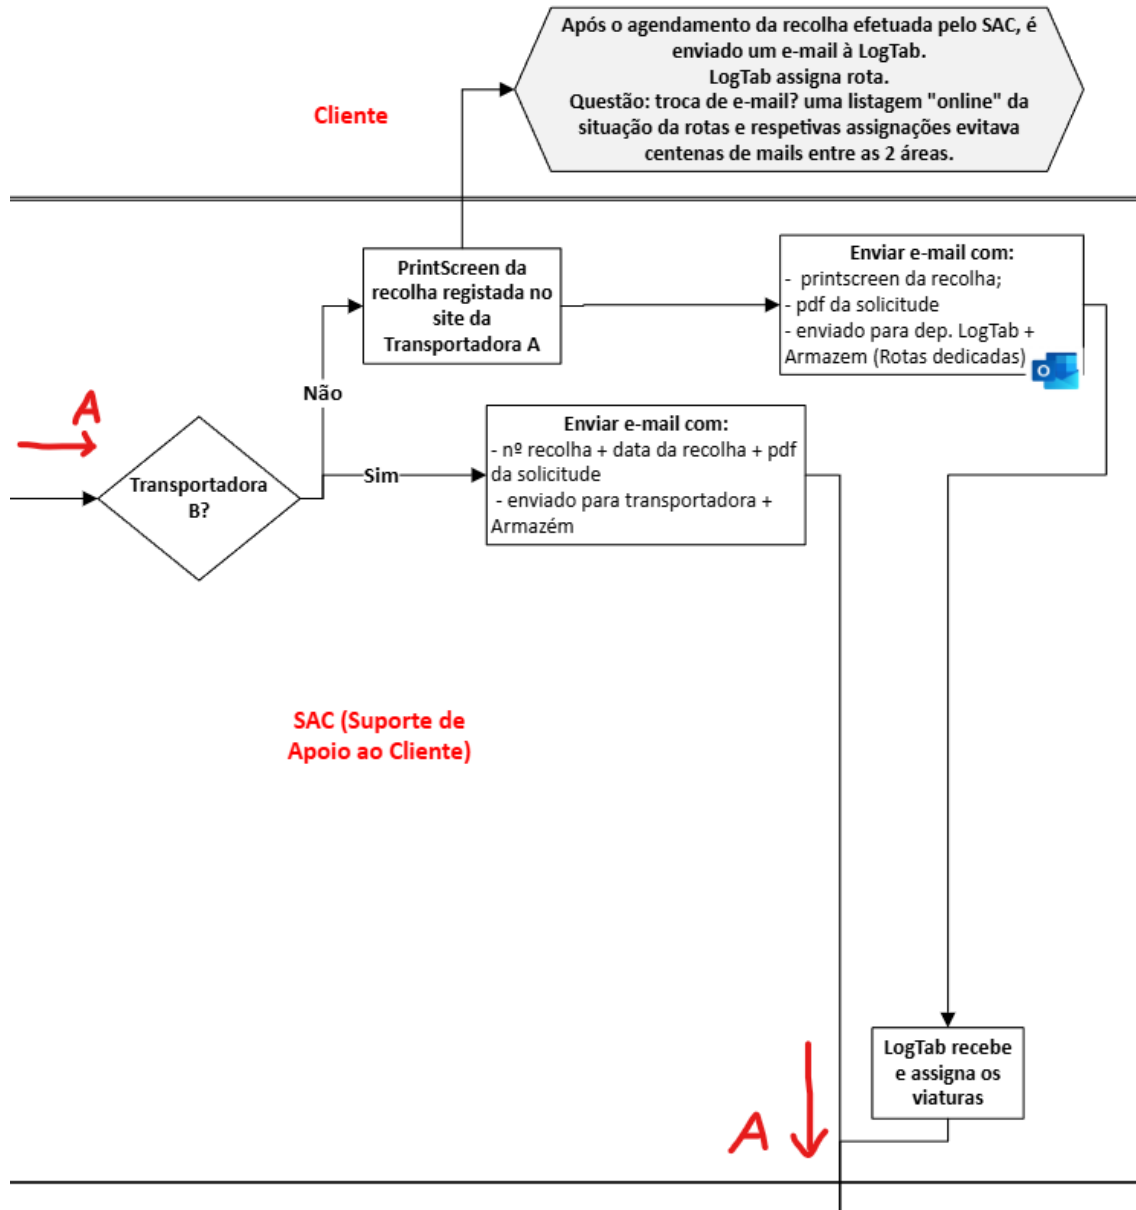 Após o agendamento da recolha efetuada pelo SAC, é
enviado um e-mail à LogTab.
LogTab assigna rota.
Questão: troca de e-mail? uma listagem "online" da
situação da rotas e respetivas assignações evitava
centenas de mails entre as 2 áreas.
Cliente
PrintScreen da
recolha registada no
site da
Transportadora A
Enviar e-mail com:
- printscreen da recolha;
- pdf da solicitude
- enviado para dep. LogTab +
Armazem (Rotas dedicadas)
O
Não
A
Transportadora
B?
Sim
Enviar e-mail com:
- nº recolha + data da recolha + pdf
da solicitude
- enviado para transportadora +
Armazém
SAC (Suporte de
Apoio ao Cliente)
LogTab recebe
e assigna os
viaturas
A